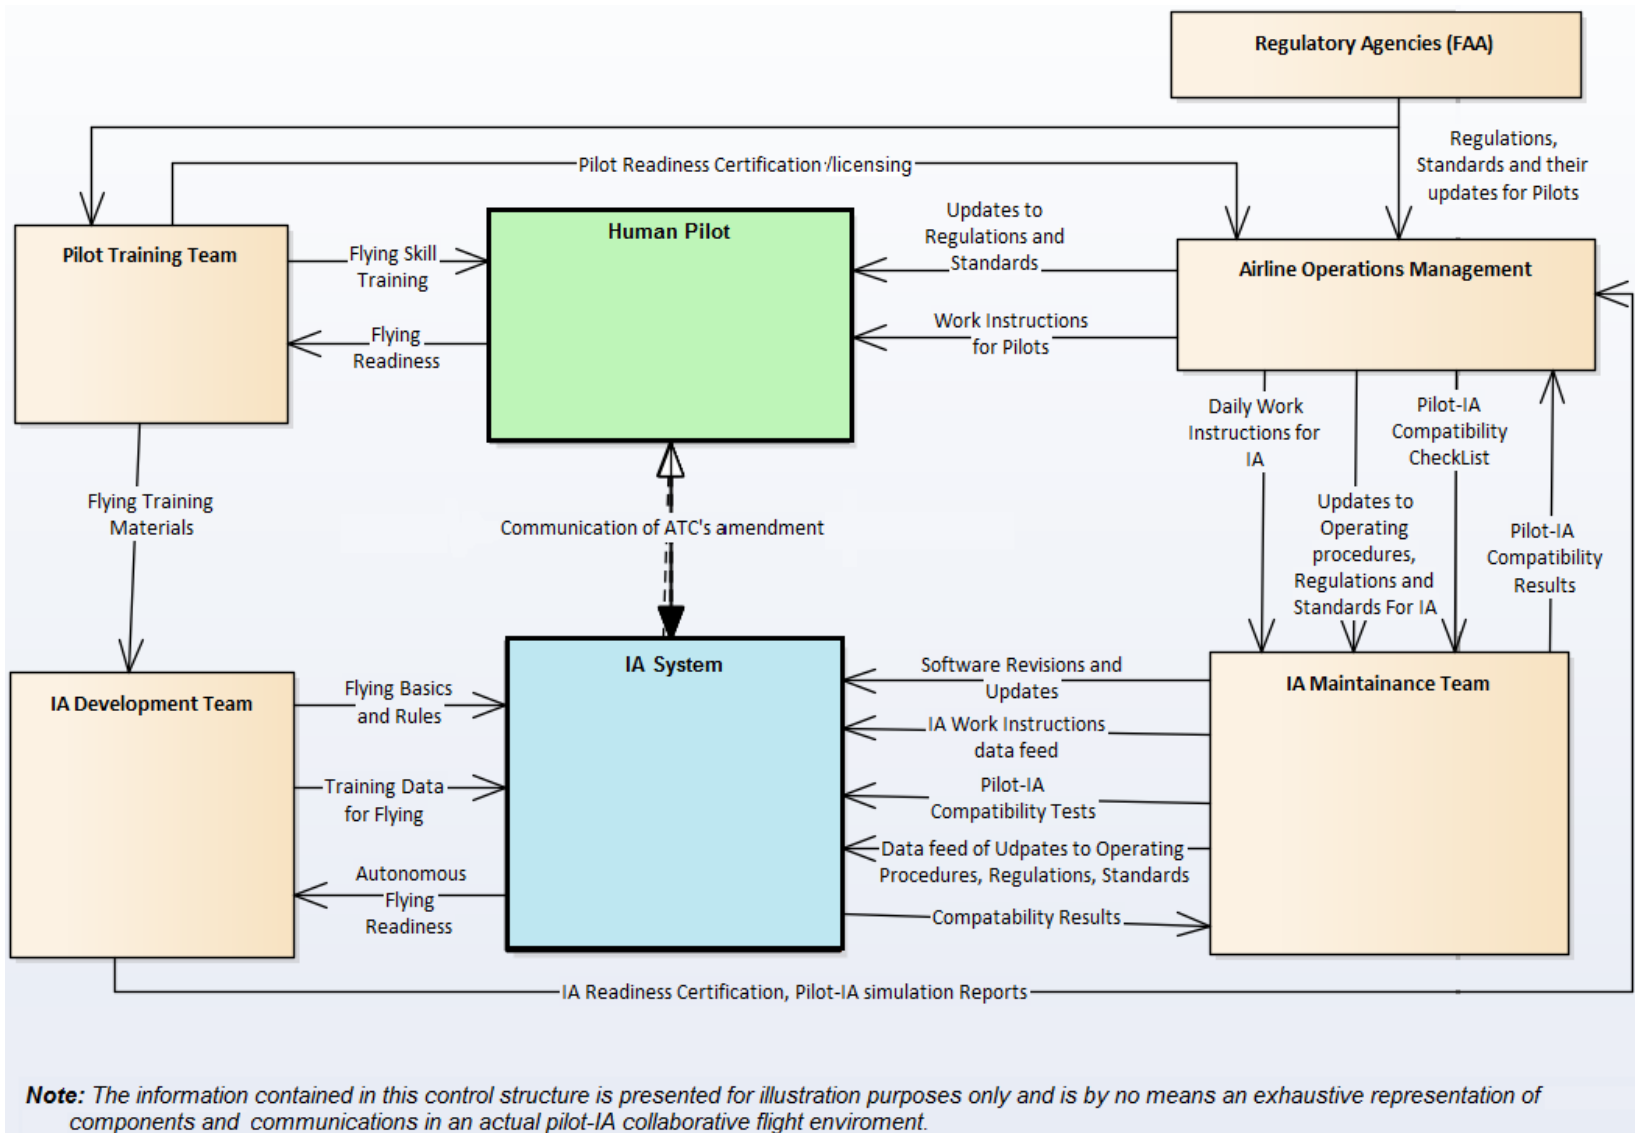 Regulatory Agencies (FAA)
Regulations,
Standards and their
updates for Pilots
Pilot Readiness Certification /licensing
Pilot Training Team
Flying Skill
Training
Flying
Readiness
Human Pilot
Updates to
Regulations and
Standards
Work Instructions
for Pilots
Airline Operations Management
Daily Work
Instructions for
IA
Updates to
Operating
procedures,
Regulations and
Standards For IA
Pilot-IA
Compatibility
CheckList
Pilot-IA
Compatibility
Results
Flying Training
Materials
Communication of ATC's amendment
IA Development Team
Flying Basics
and Rules
Training Data
for Flying
Autonomous
Flying
Readiness
IA System
Software Revisions and
Updates
IA Work Instructions
data feed
Pilot-IA
Compatibility Tests
Data feed of Udpates to Operating
Procedures, Regulations, Standards
Compatability Results
IA Maintainance Team
IA Readiness Certification, Pilot-IA simulation Reports
Note: The information contained in this control structure is presented for illustration purposes only and is by no means an exhaustive representation of
components and communications in an actual pilot-IA collaborative flight enviroment.